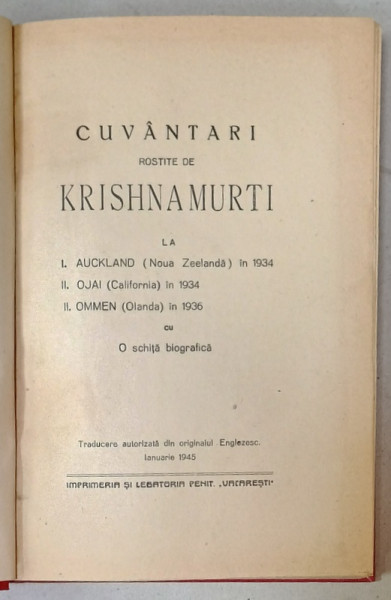 CUVÂNTARI
ROSTITE DE
KRISHNAMURTI
LA
I. AUCKLAND (Noua Zeelandă) în 1934
II. OJAI (California) în 1934
II. OMMEN (Olanda) în 1936
cu
O schiță biografică
Traducere autorizată din originalul Englezesc.
Ianuarie 1945
IMPRIMERIA ȘI LEGATORIA PENIT. „VACAREȘTI"